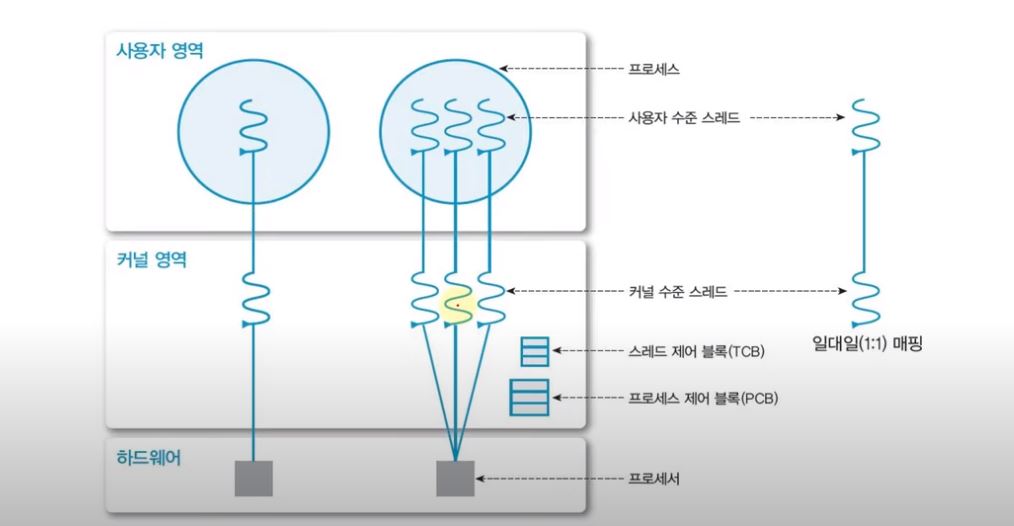 사용자 영역
프로세스
사용자 수준 스레드
커널 영역
커널 수준 스레드
일대일(1:1) 매핑
스레드 제어 블록(TCB)
프로세스 제어 블록(PCB)
하드웨어
프로세서